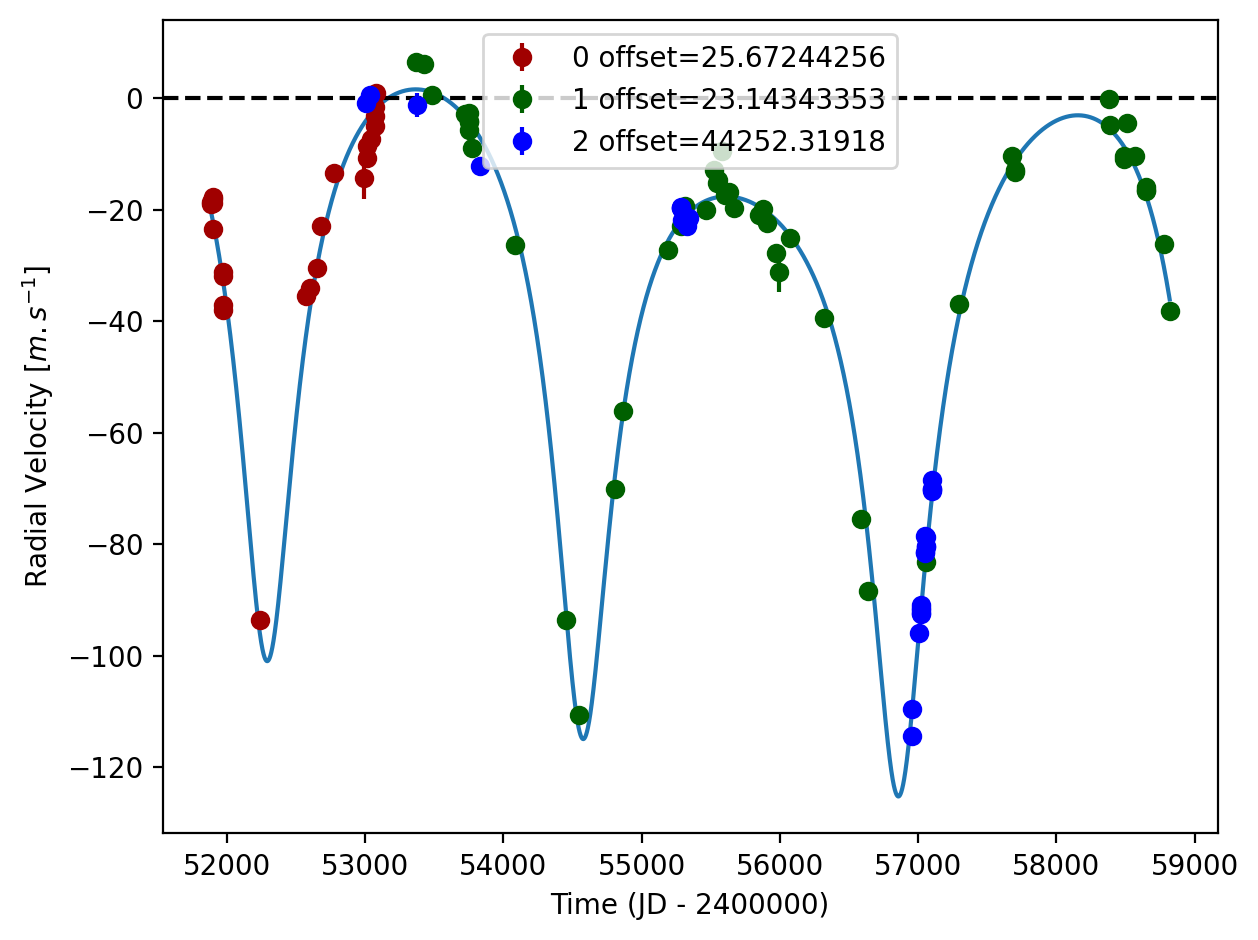 0 offset=25.67244256
1 offset=23.14343353
2 offset=44252.31918
Radial Velocity [m.s⁻¹]
0
−20
−40
−60
−80
−100
−120
52000 53000 54000 55000 56000 57000 58000 59000
Time (JD - 2400000)